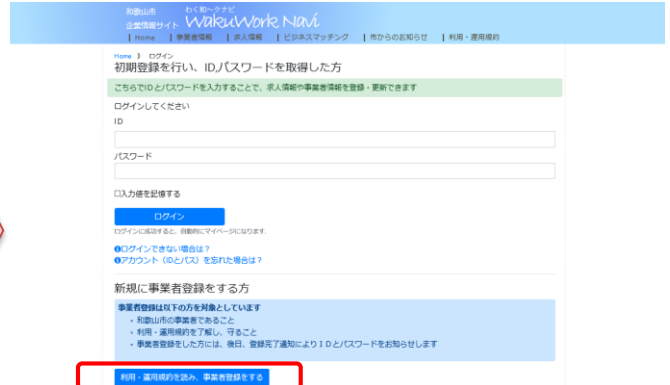 和歌山市 わく和~クナビ
企業情報サイト WakuWork Navi
| Home | 事業者情報 | 求人情報 | ビジネスマッチング | 市からのお知らせ | 利用・運用規約
Home 》 ログイン
初期登録を行い、ID,パスワードを取得した方
こちらでIDとパスワードを入力することで、求人情報や事業者情報を登録・更新できます
ログインしてください
ID
パスワード
□入力値を記憶する
ログイン
ログインに成功すると、自動的にマイページになります。
ログインできない場合は?
アカウント(IDとパス)を忘れた場合は?
新規に事業者登録をする方
事業者登録は以下の方を対象としています
・和歌山市の事業者であること
・利用・運用規約を了解し、守ること
・事業者登録をした方には、後日、登録完了通知によりIDとパスワードをお知らせします
利用・運用規約を読み、事業者登録をする